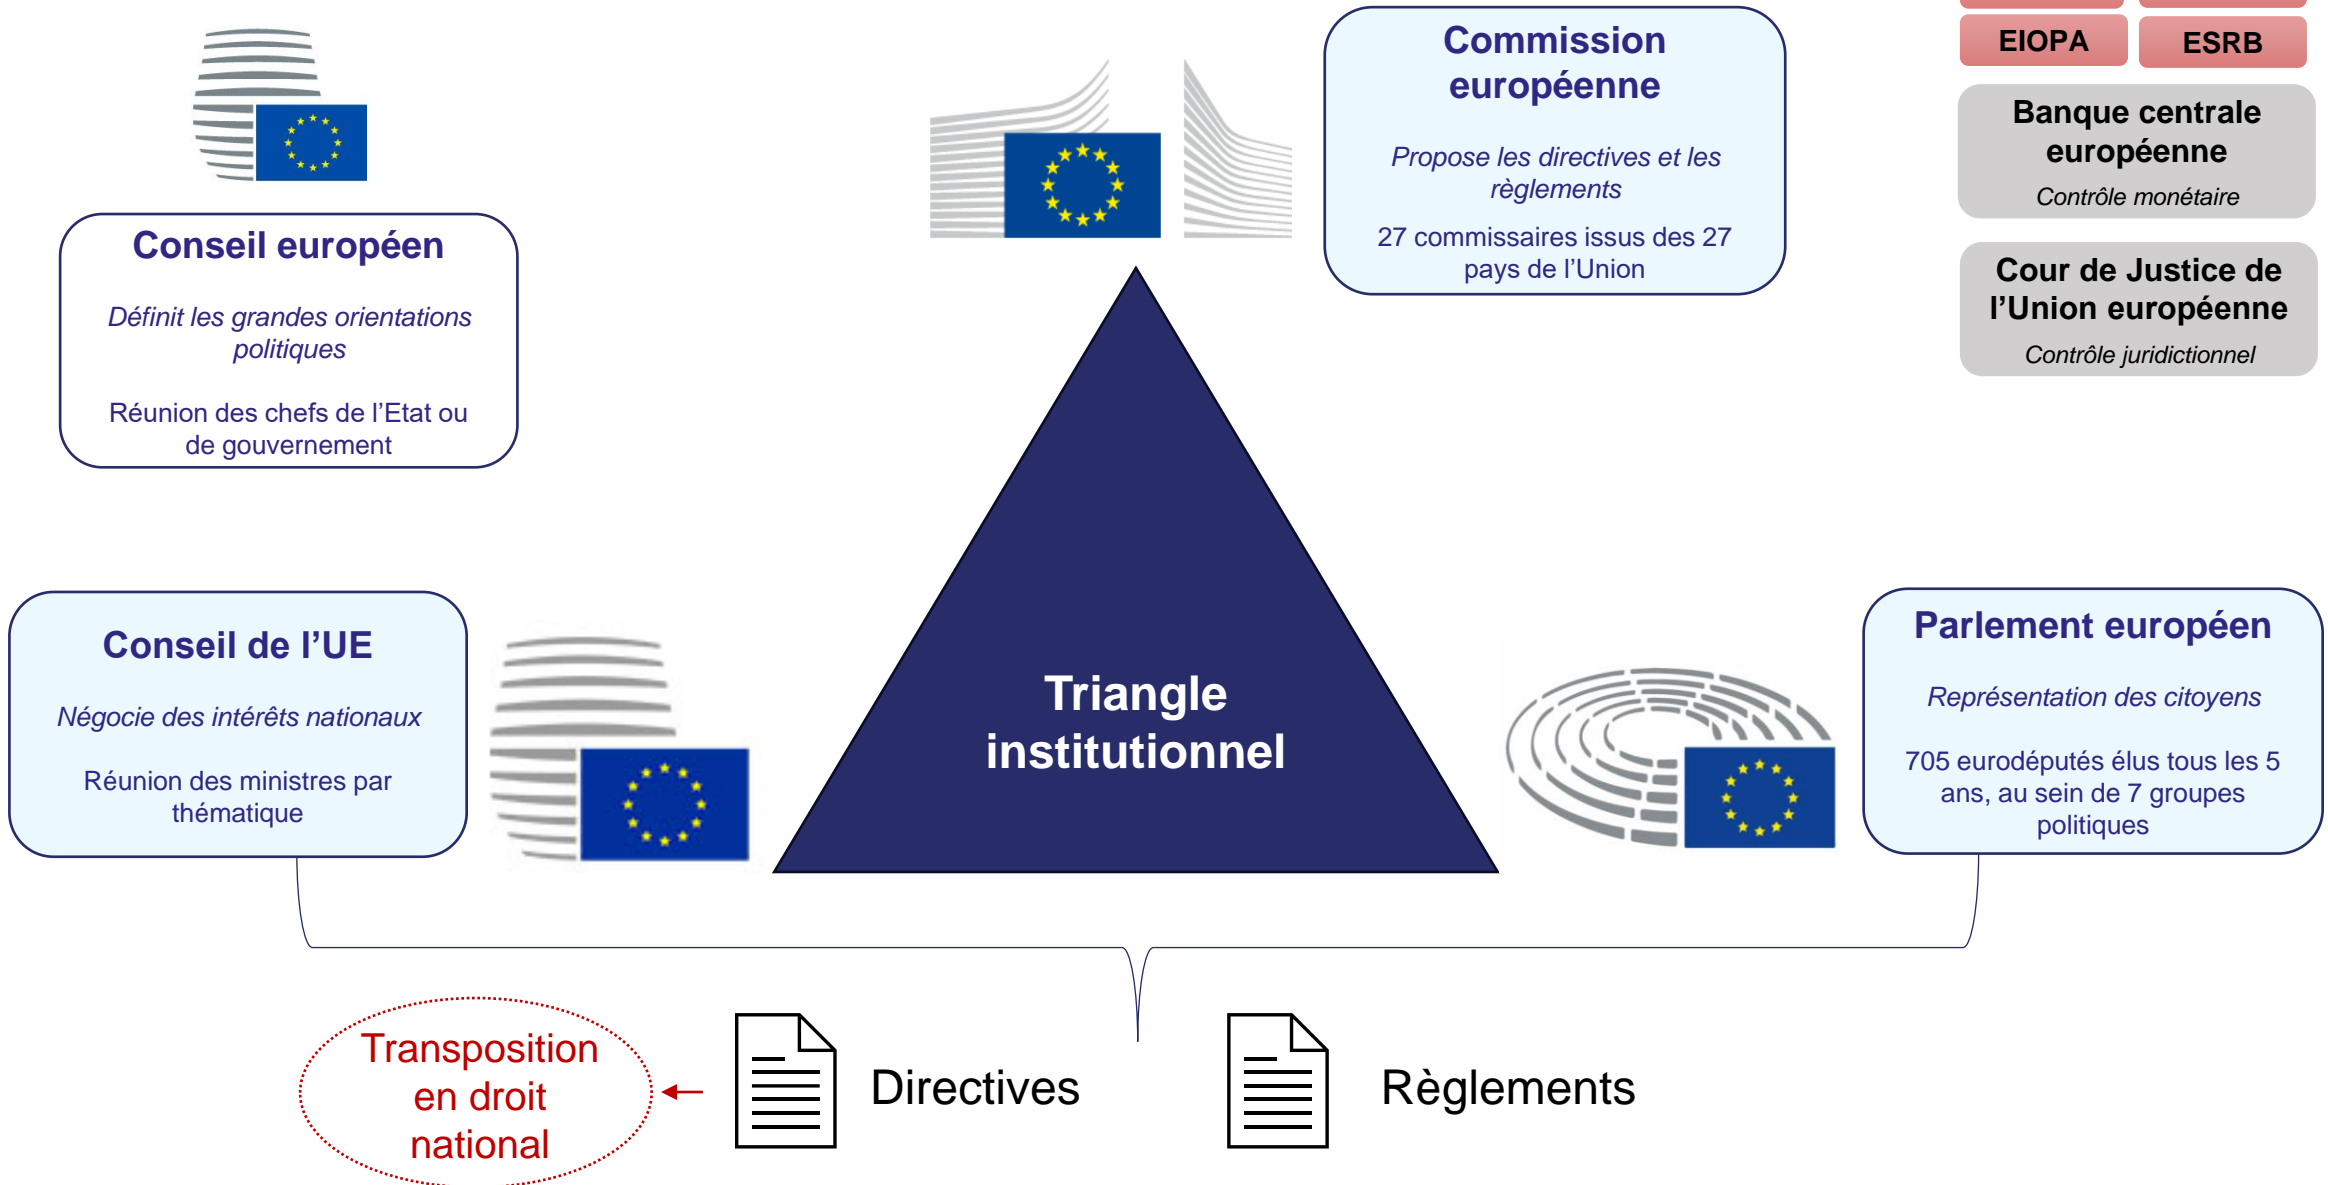 Conseil européen
Définit les grandes orientations
politiques
Réunion des chefs de l’Etat ou
de gouvernement
Commission
européenne
Propose les directives et les
règlements
27 commissaires issus des 27
pays de l’Union
EIOPA
ESRB
Banque centrale
européenne
Contrôle monétaire
Cour de Justice de
l’Union européenne
Contrôle juridictionnel
Conseil de l’UE
Négocie des intérêts nationaux
Réunion des ministres par
thématique
Triangle
institutionnel
Parlement européen
Représentation des citoyens
705 eurodéputés élus tous les 5
ans, au sein de 7 groupes
politiques
Transposition
en droit
national
Directives
Règlements